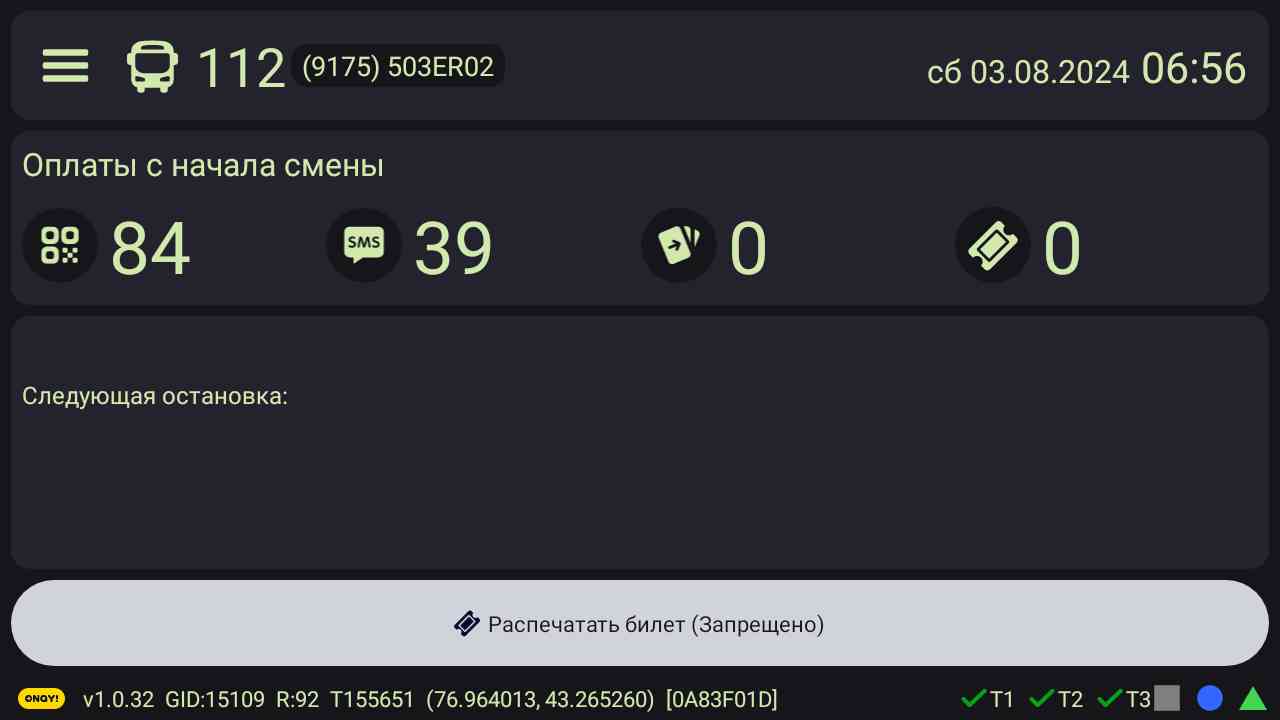 112 (9175) 503ER02 сб 03.08.2024 06:56
Оплаты с начала смены
84 SMS 39 0 0
Следующая остановка:
Распечатать билет (Запрещено)
ONAY! v1.0.32 GID:15109 R:92 T155651 (76.964013, 43.265260) [0A83F01D] T1 T2 T3